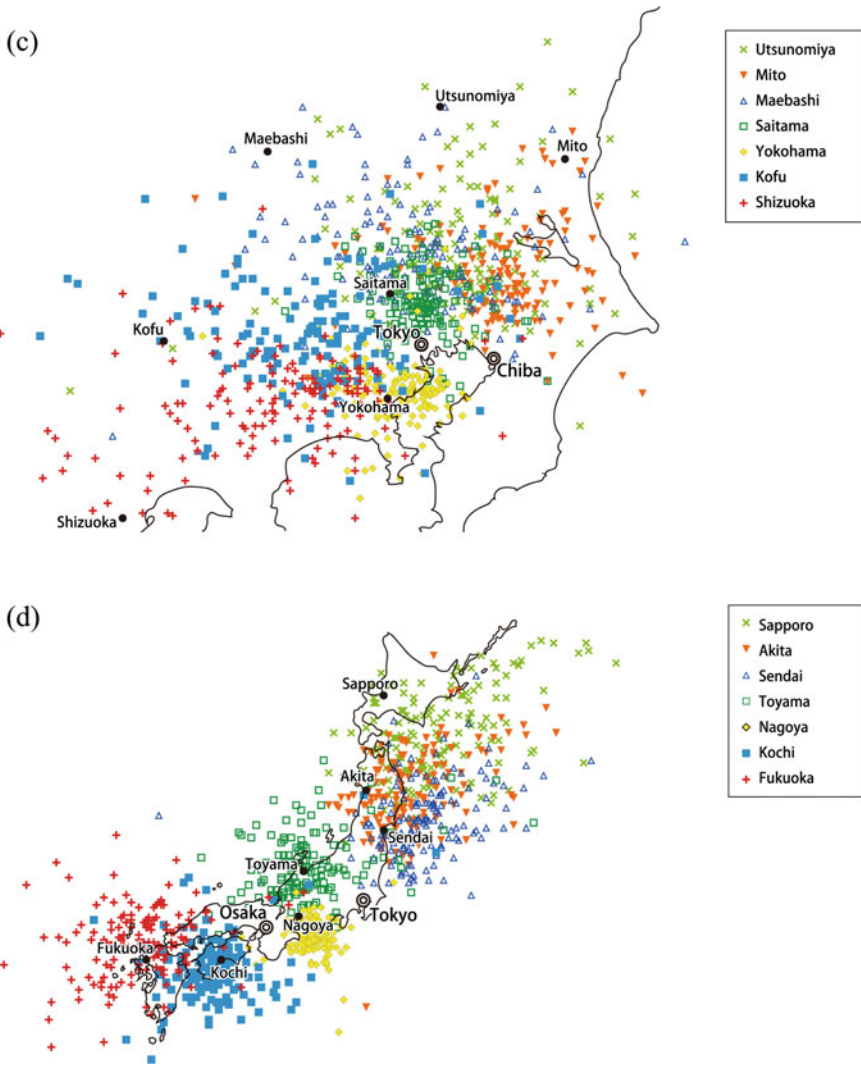 (c)
Utsunomiya
Mito
Maebashi
Saitama
Yokohama
Kofu
Shizuoka
Utsunomiya
Maebashi
Mito
Saitama
Kofu
Tokyo
Chiba
Yokohama
Shizuoka
(d)
Sapporo
Akita
Sendai
Toyama
Nagoya
Kochi
Fukuoka
Sapporo
Akita
Sendai
Toyama
Osaka
Tokyo
Nagoya
Fukuoka
Kochi